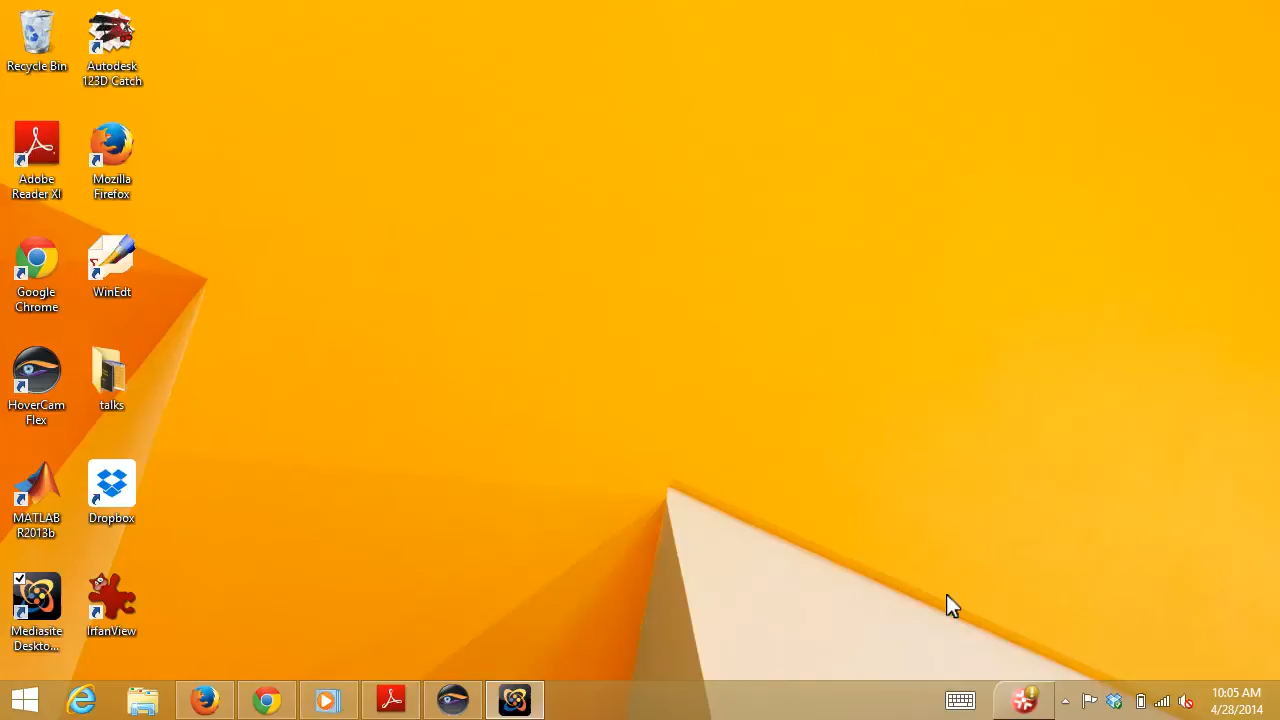 Recycle Bin
Autodesk
123D Catch
Adobe
Reader XI
Mozilla
Firefox
Google
Chrome
WinEdt
HoverCam
Flex
talks
MATLAB
R2013b
Dropbox
Mediasite
Deskto...
IrfanView
10:05 AM
4/28/2014